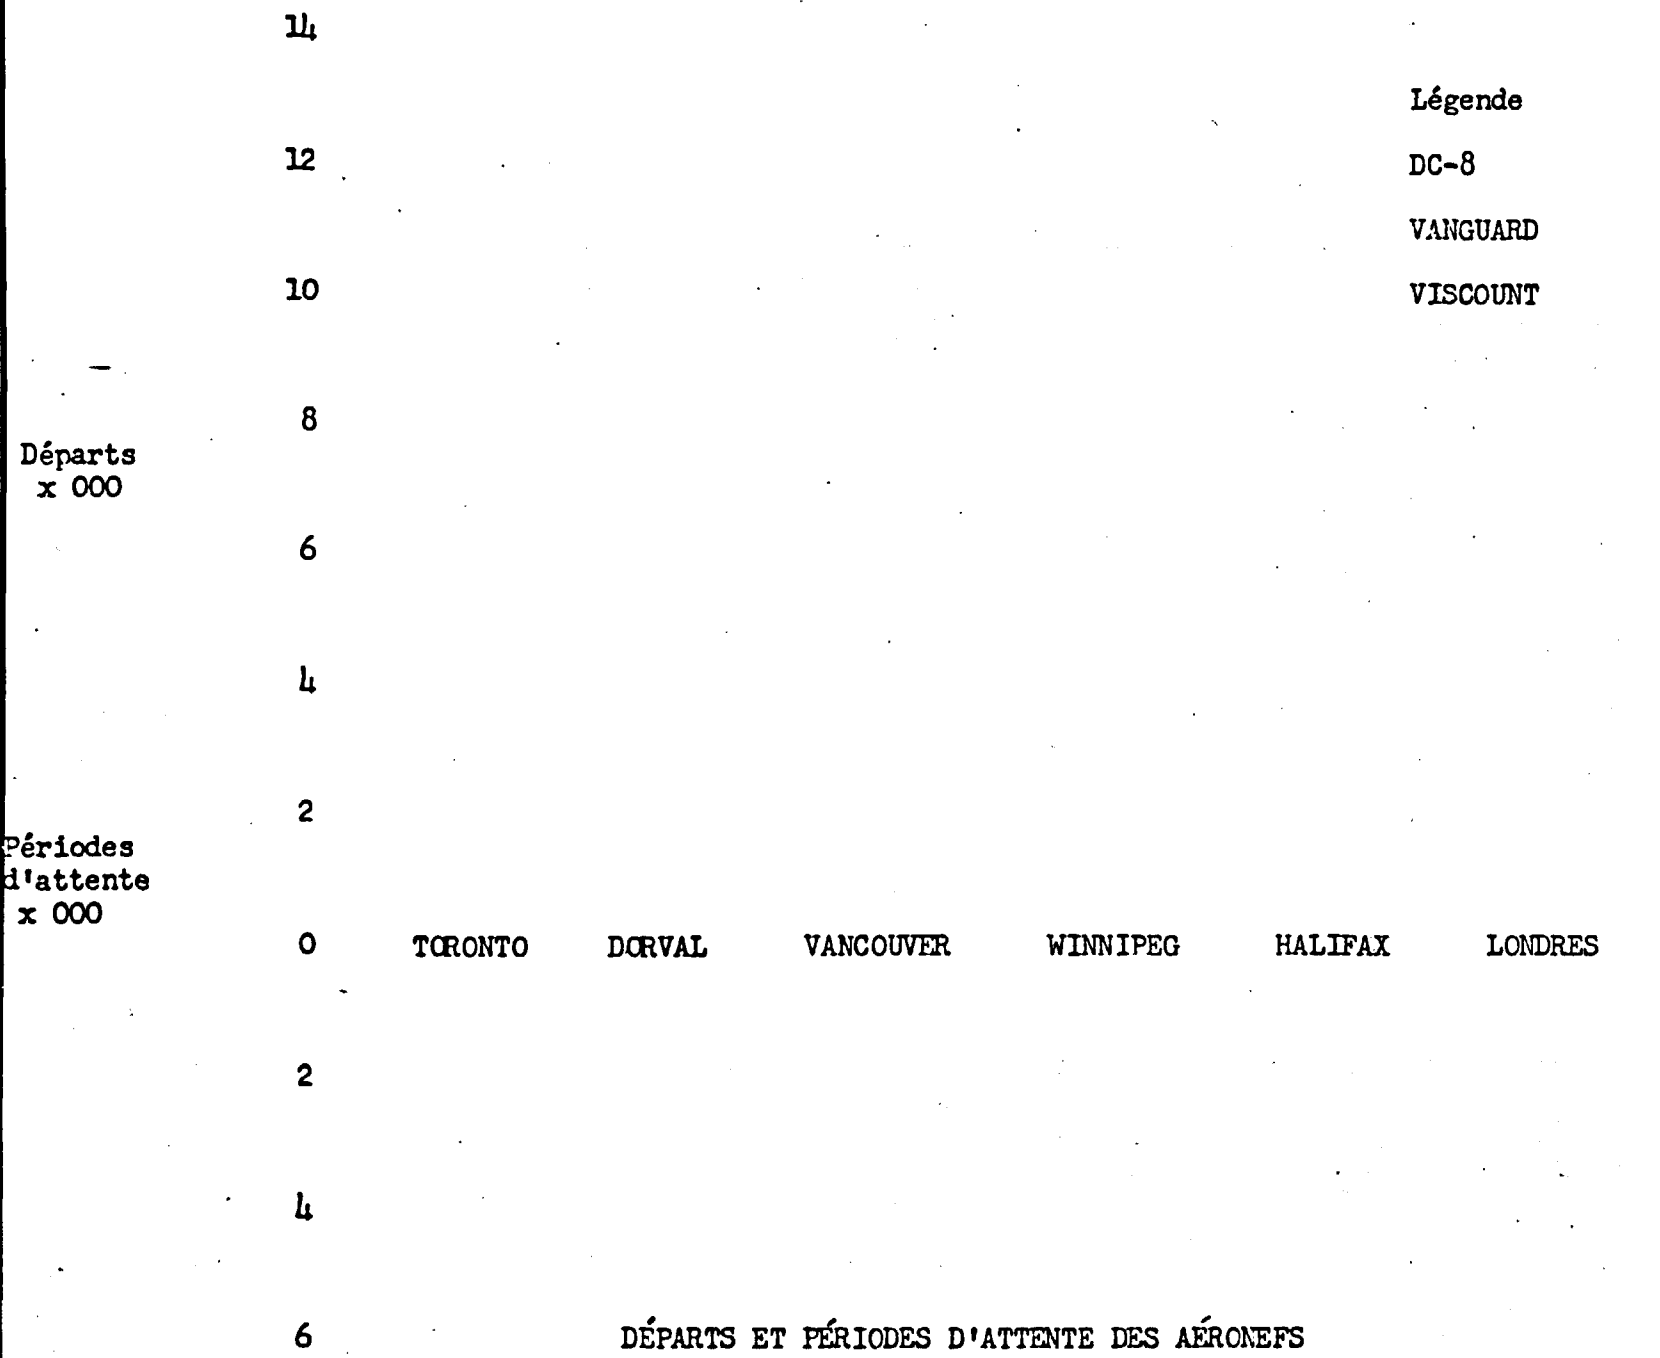 14
Légende
12
DC-8
VANGUARD
10
VISCOUNT
8
Départs
x 000
6
4
2
Périodes
d'attente
x 000
0 TORONTO DORVAL VANCOUVER WINNIPEG HALIFAX LONDRES
2
4
6 DÉPARTS ET PÉRIODES D'ATTENTE DES AÉRONEFS